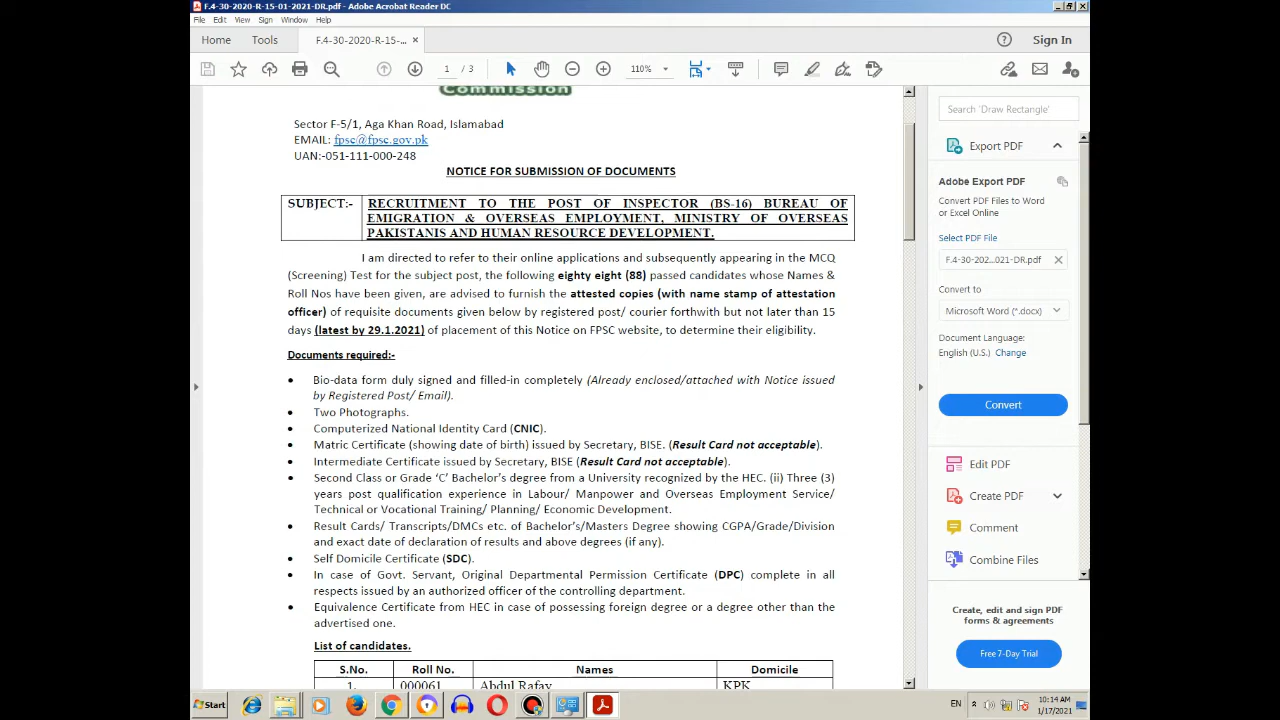 F.4-30-2020-R-15-01-2021-DR.pdf - Adobe Acrobat Reader DC
File Edit View Sign Window Help
Home Tools F.4-30-2020-R-15-... × Sign In
1 / 3 110%
Commission
Sector F-5/1, Aga Khan Road, Islamabad
EMAIL: fpsc@fpsc.gov.pk
UAN:-051-111-000-248
NOTICE FOR SUBMISSION OF DOCUMENTS
SUBJECT:- RECRUITMENT TO THE POST OF INSPECTOR (BS-16) BUREAU OF
EMIGRATION & OVERSEAS EMPLOYMENT, MINISTRY OF OVERSEAS
PAKISTANIS AND HUMAN RESOURCE DEVELOPMENT.
I am directed to refer to their online applications and subsequently appearing in the MCQ
(Screening) Test for the subject post, the following eighty eight (88) passed candidates whose Names &
Roll Nos have been given, are advised to furnish the attested copies (with name stamp of attestation
officer) of requisite documents given below by registered post/ courier forthwith but not later than 15
days (latest by 29.1.2021) of placement of this Notice on FPSC website, to determine their eligibility.
Documents required:-
• Bio-data form duly signed and filled-in completely (Already enclosed/attached with Notice issued
by Registered Post/ Email).
• Two Photographs.
• Computerized National Identity Card (CNIC).
• Matric Certificate (showing date of birth) issued by Secretary, BISE. (Result Card not acceptable).
• Intermediate Certificate issued by Secretary, BISE (Result Card not acceptable).
• Second Class or Grade ‘C’ Bachelor’s degree from a University recognized by the HEC. (ii) Three (3)
years post qualification experience in Labour/ Manpower and Overseas Employment Service/
Technical or Vocational Training/ Planning/ Economic Development.
• Result Cards/ Transcripts/DMCs etc. of Bachelor’s/Masters Degree showing CGPA/Grade/Division
and exact date of declaration of results and above degrees (if any).
• Self Domicile Certificate (SDC).
• In case of Govt. Servant, Original Departmental Permission Certificate (DPC) complete in all
respects issued by an authorized officer of the controlling department.
• Equivalence Certificate from HEC in case of possessing foreign degree or a degree other than the
advertised one.
List of candidates.
S.No. Roll No. Names Domicile
1. 000061 Abdul Rafay KPK
Search 'Draw Rectangle'
Export PDF
Adobe Export PDF
Convert PDF Files to Word
or Excel Online
Select PDF File
F.4-30-202...021-DR.pdf ×
Convert to
Microsoft Word (*.docx)
Document Language:
English (U.S.) Change
Convert
Edit PDF
Create PDF
Comment
Combine Files
Create, edit and sign PDF
forms & agreements
Free 7-Day Trial
Start EN 10:14 AM
1/17/2021